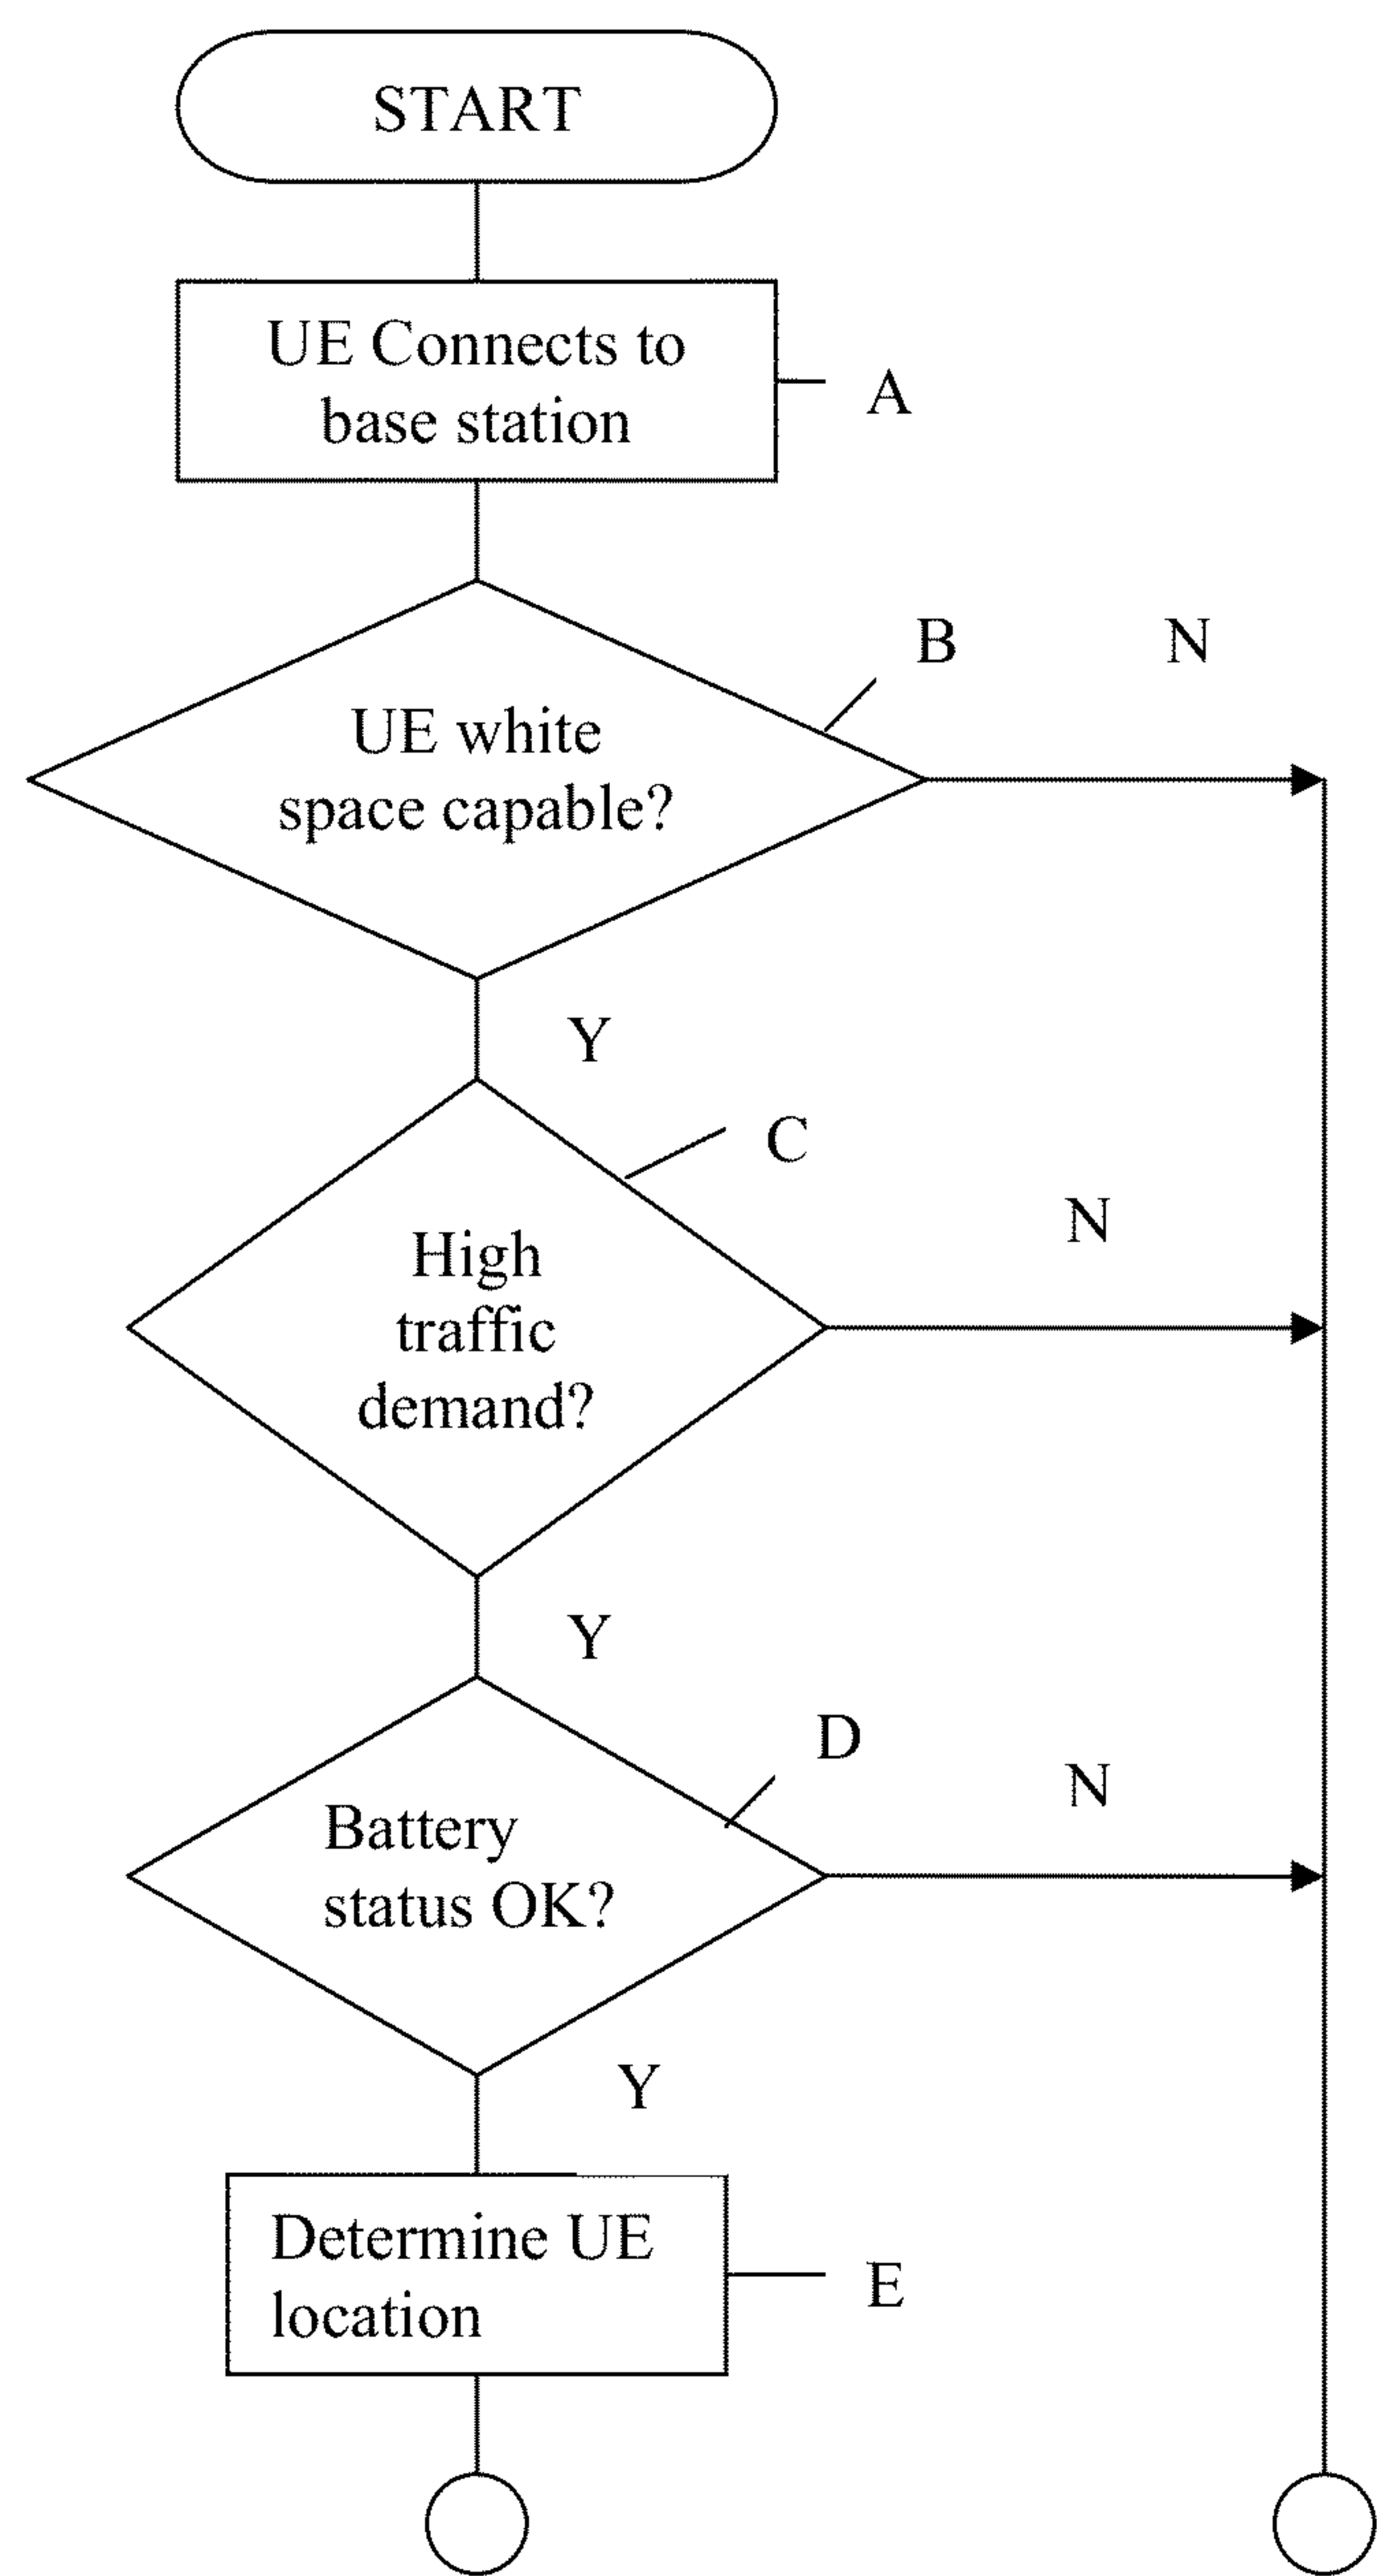 START
UE Connects to
base station
A
B
N
UE white
space capable?
Y
C
N
High
traffic
demand?
Y
D
N
Battery
status OK?
Y
Determine UE
location
E